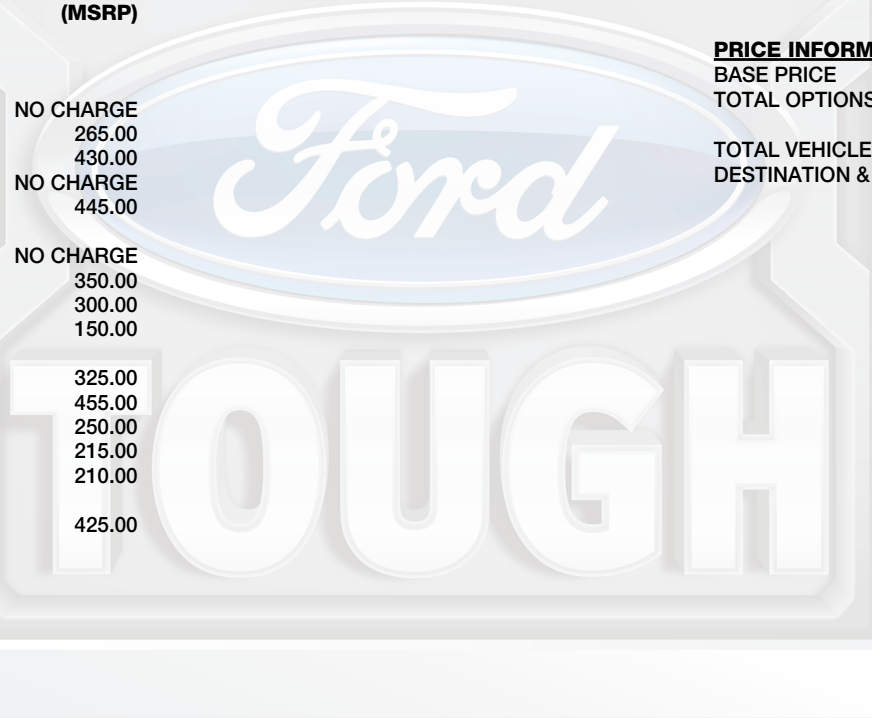 (MSRP)
NO CHARGE
265.00
430.00
NO CHARGE
445.00
NO CHARGE
350.00
300.00
150.00
325.00
455.00
250.00
215.00
210.00
425.00
PRICE INFORM
BASE PRICE
TOTAL OPTIONS
TOTAL VEHICLE
DESTINATION &
Ford
TOUGH